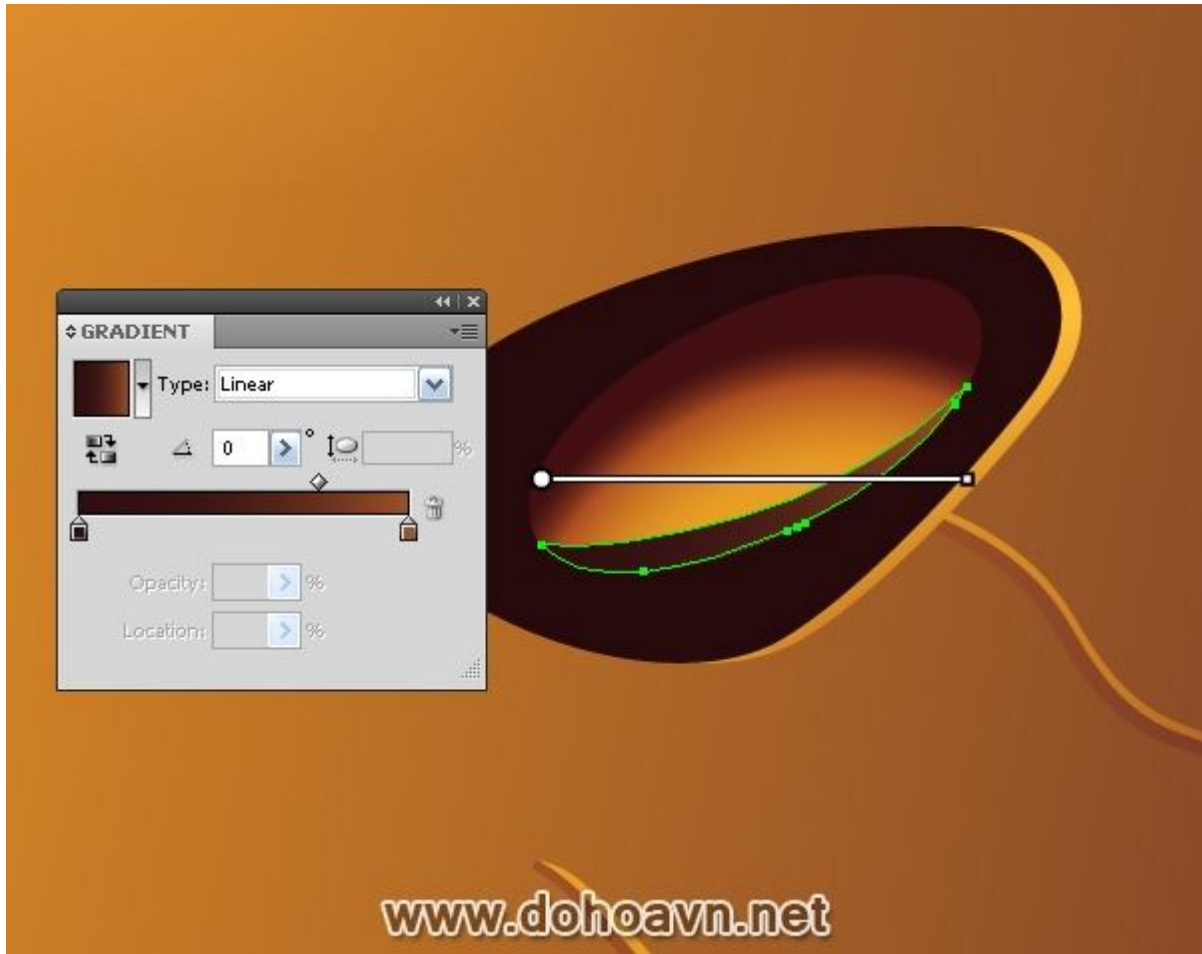 GRADIENT
Type: Linear
0 ° %
Opacity: %
Location: %
www.dohoavn.net